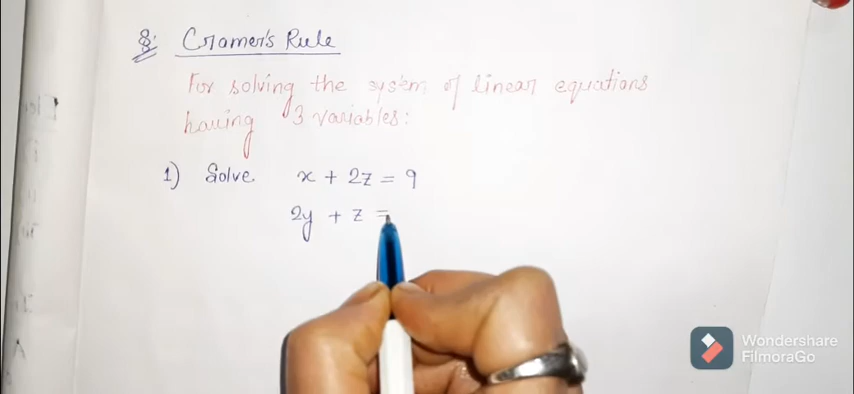 §: Cramer's Rule
For solving the system of linear equations
having 3 variables:
1) Solve x + 2z = 9
2y + z =
Wondershare
FilmoraGo